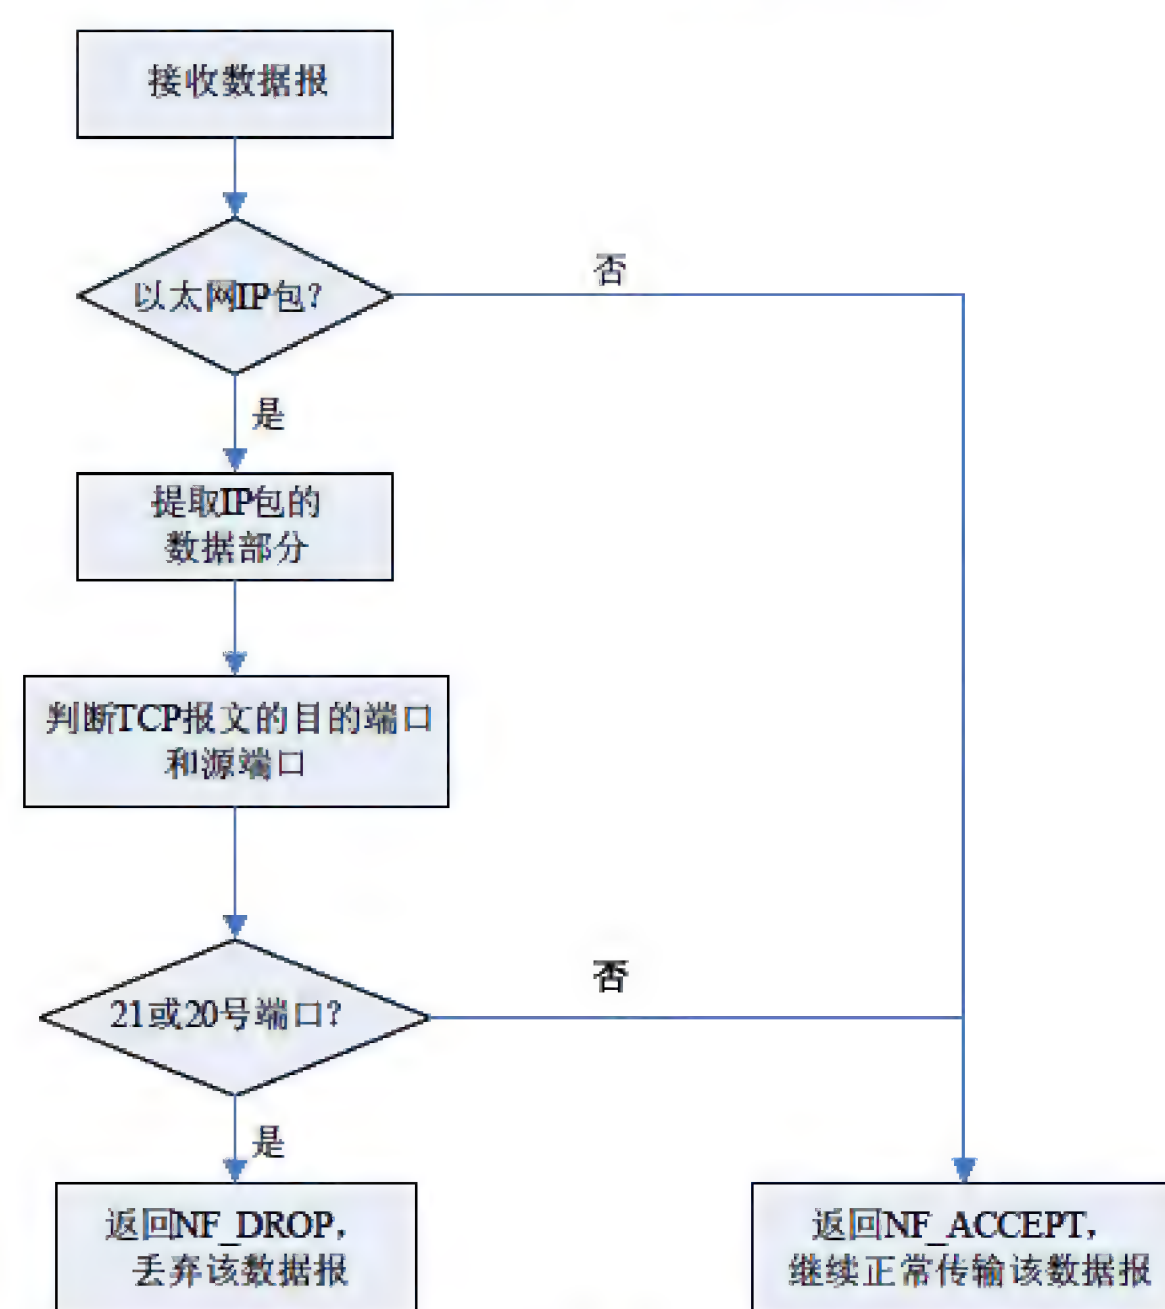 接收数据报
以太网IP包?
否
是
提取IP包的
数据部分
判断TCP报文的目的端口
和源端口
21或20号端口?
否
是
返回NF_DROP,
丢弃该数据报
返回NF_ACCEPT,
继续正常传输该数据报